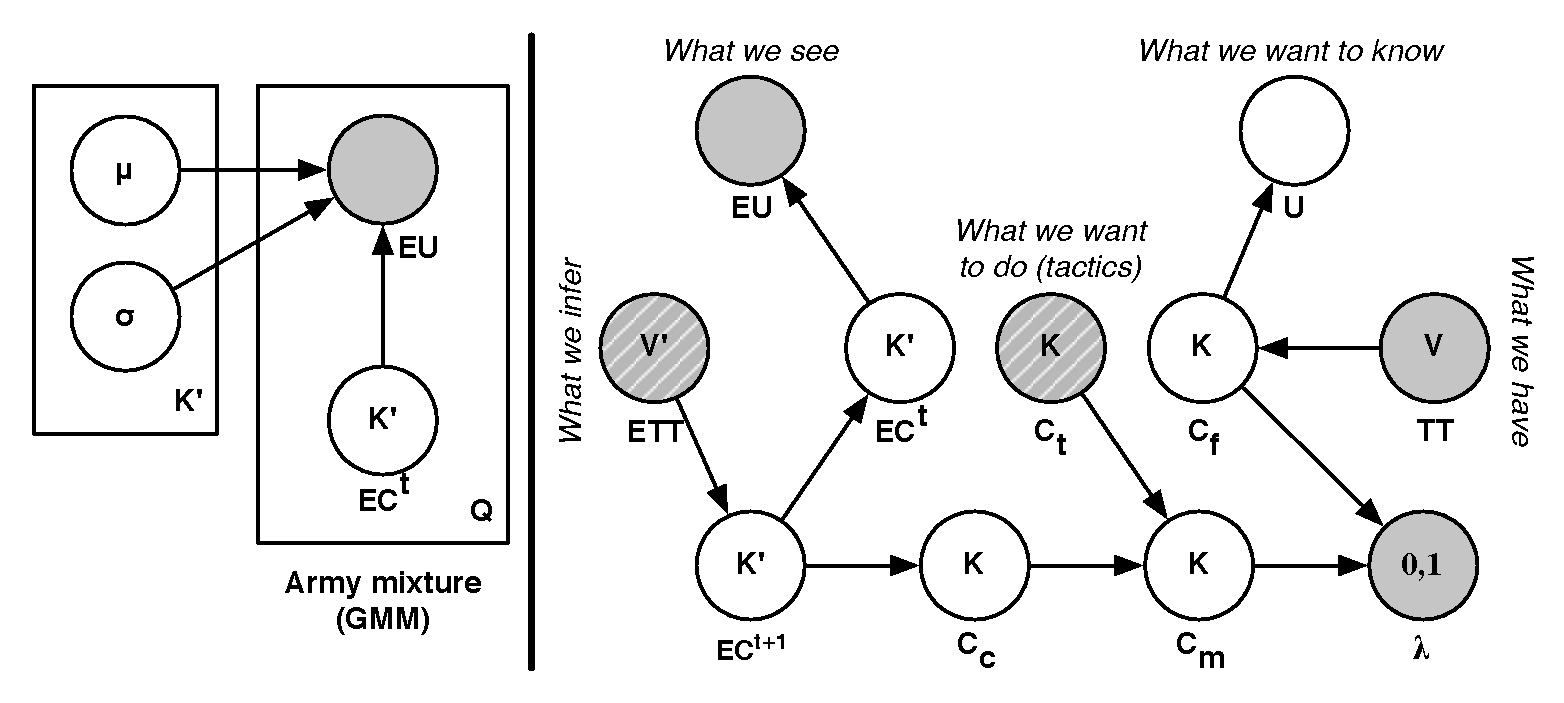 μ
σ
K'
EU
K'
EC^t
Q
Army mixture
(GMM)
What we see
What we want to know
EU
U
What we want
to do (tactics)
What we infer
What we have
V'
ETT
K'
EC^t
K
C_t
K
C_f
V
TT
K'
EC^{t+1}
K
C_c
K
C_m
0,1
λ